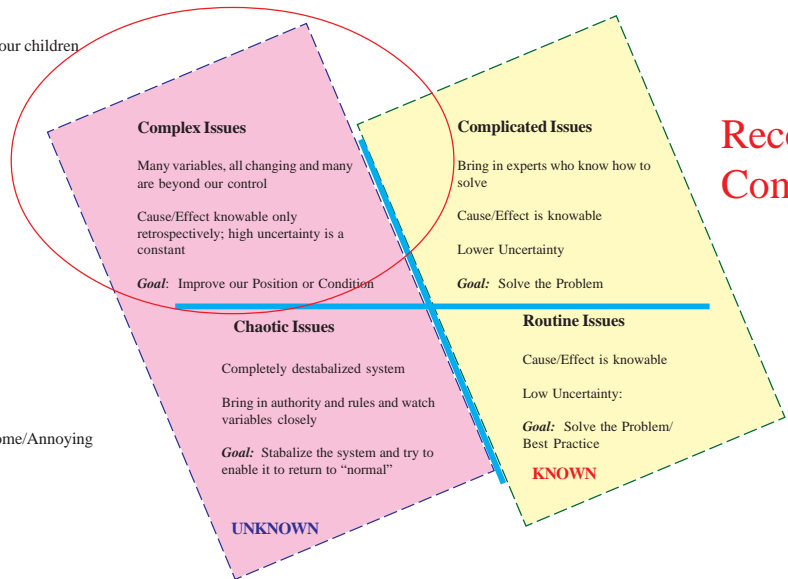 our children
Complex Issues
Many variables, all changing and many
are beyond our control
Cause/Effect knowable only
retrospectively; high uncertainty is a
constant
Goal: Improve our Position or Condition
Complicated Issues
Bring in experts who know how to
solve
Cause/Effect is knowable
Lower Uncertainty
Goal: Solve the Problem
Chaotic Issues
Completely destabalized system
Bring in authority and rules and watch
variables closely
Goal: Stabalize the system and try to
enable it to return to “normal”
UNKNOWN
Routine Issues
Cause/Effect is knowable
Low Uncertainty:
Goal: Solve the Problem/
Best Practice
KNOWN
/Annoying